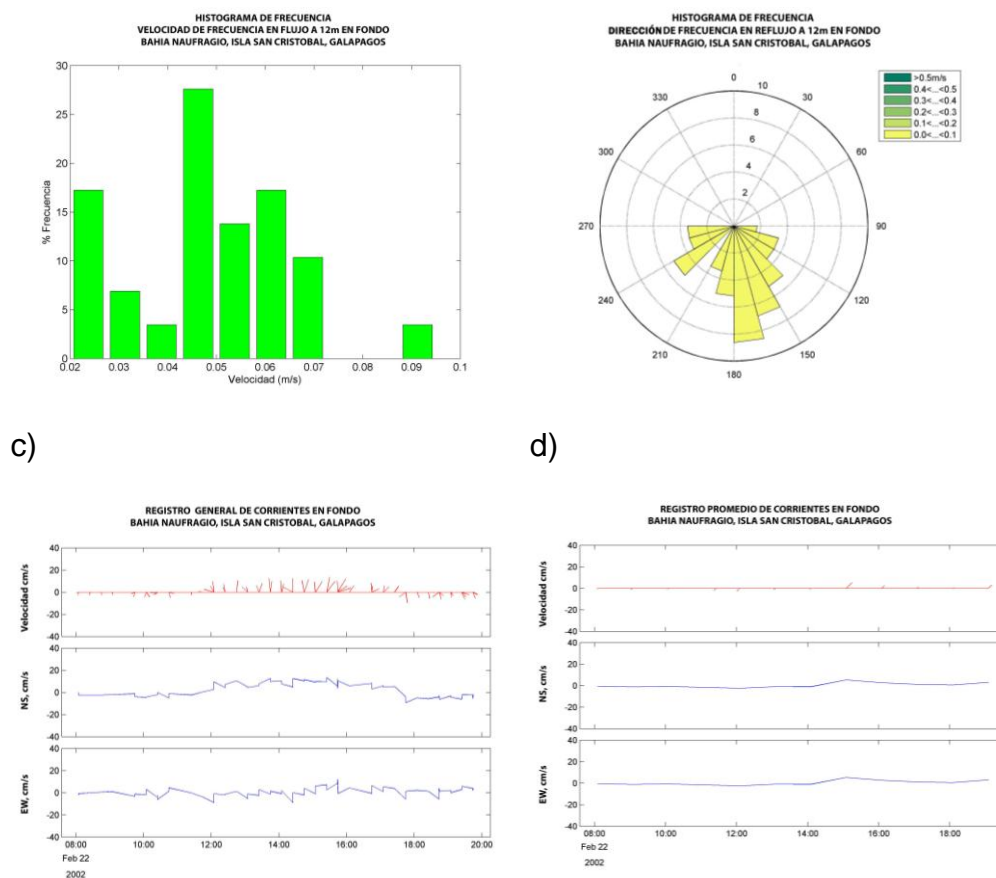 HISTOGRAMA DE FRECUENCIA
VELOCIDAD DE FRECUENCIA EN FLUJO A 12m EN FONDO
BAHIA NAUFRAGIO, ISLA SAN CRISTOBAL, GALAPAGOS
30
25
20
15
10
5
0
% Frecuencia
0.02 0.03 0.04 0.05 0.06 0.07 0.08 0.09 0.1
Velocidad (m/s)
HISTOGRAMA DE FRECUENCIA
DIRECCIÓN DE FRECUENCIA EN REFLUJO A 12m EN FONDO
BAHIA NAUFRAGIO, ISLA SAN CRISTOBAL, GALAPAGOS
0
30
60
90
120
150
180
210
240
270
300
330
10
8
6
4
2
>0.5m/s
0.4<...<0.5
0.3<...<0.4
0.2<...<0.3
0.1<...<0.2
0.0<...<0.1
c)
d)
REGISTRO GENERAL DE CORRIENTES EN FONDO
BAHIA NAUFRAGIO, ISLA SAN CRISTOBAL, GALAPAGOS
Velocidad cm/s
40
20
0
-20
-40
NS, cm/s
40
20
0
-20
-40
EW, cm/s
40
20
0
-20
-40
08:00 10:00 12:00 14:00 16:00 18:00 20:00
Feb 22
2002
REGISTRO PROMEDIO DE CORRIENTES EN FONDO
BAHIA NAUFRAGIO, ISLA SAN CRISTOBAL, GALAPAGOS
Velocidad cm/s
40
20
0
-20
-40
NS, cm/s
40
20
0
-20
-40
EW, cm/s
40
20
0
-20
-40
08:00 10:00 12:00 14:00 16:00 18:00
Feb 22
2002